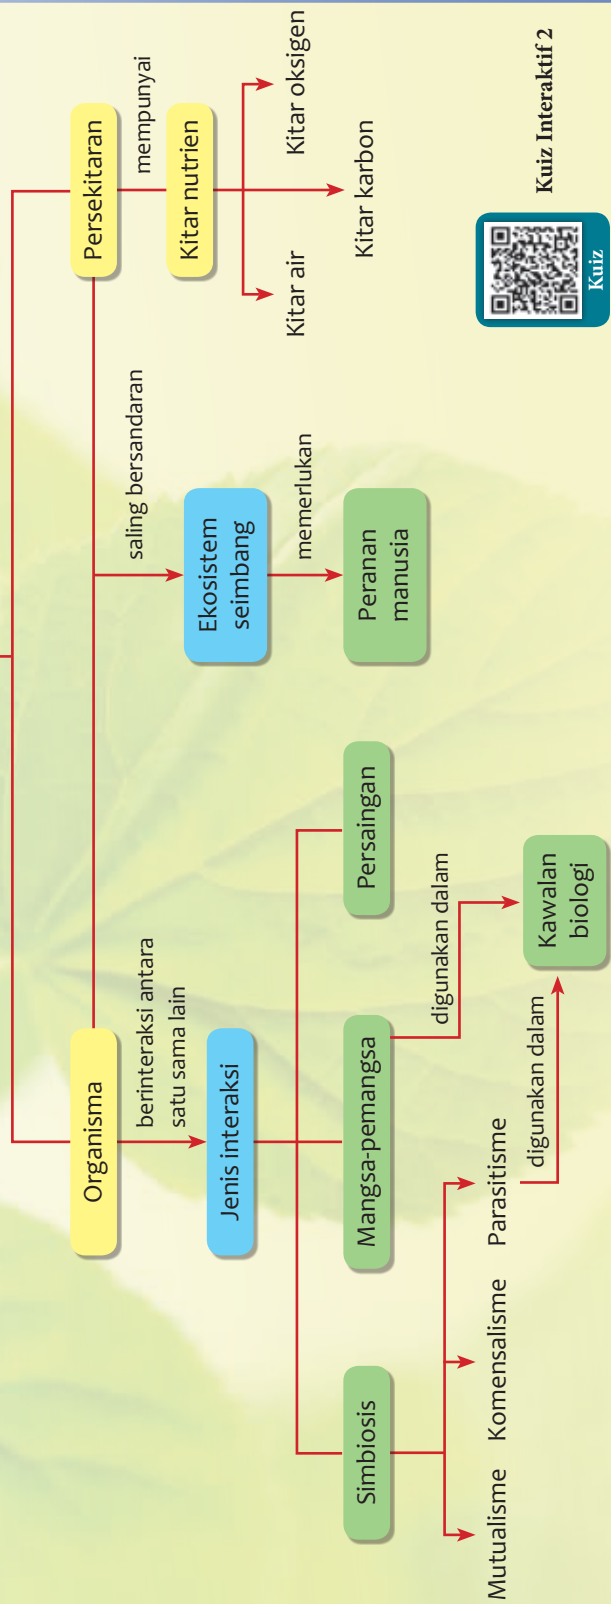 Organisma
Persekitaran
berinteraksi antara
satu sama lain
saling bersandaran
mempunyai
Jenis interaksi
Ekosistem
seimbang
Kitar nutrien
memerlukan
Kitar air
Kitar oksigen
Simbiosis
Mangsa-pemangsa
Persaingan
Peranan
manusia
Kitar karbon
digunakan dalam
Mutualisme
Komensalisme
Parasitisme
digunakan dalam
Kawalan
biologi
Kuiz
Kuiz Interaktif 2